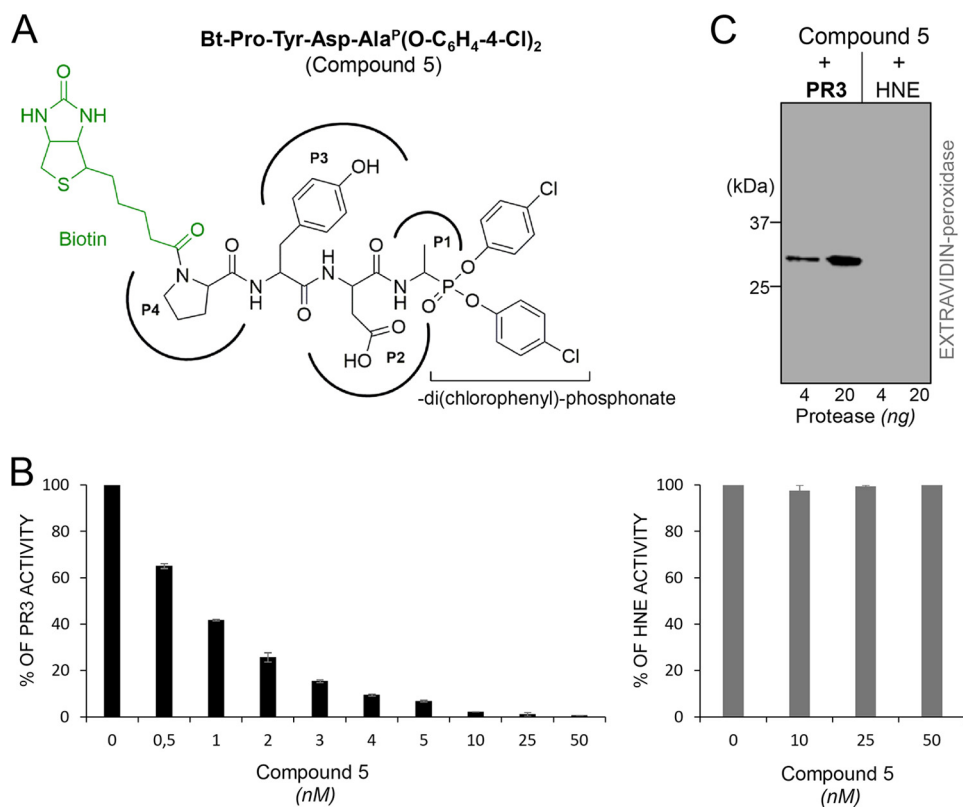 A
Bt-Pro-Tyr-Asp-Alaᴾ(O-C₆H₄-4-Cl)₂
(Compound 5)
O
HN
NH
S
Biotin
O
N
P4
O
N
H
P3
OH
O
H
N
O
HO
P2
O
N
H
P1
O
P
O
O
Cl
Cl
-di(chlorophenyl)-phosphonate
C
Compound 5
+
+
PR3
HNE
(kDa)
37
25
EXTRAVIDIN-peroxidase
4 20 4 20
Protease (ng)
B
% OF PR3 ACTIVITY
100
80
60
40
20
0
0 0,5 1 2 3 4 5 10 25 50
Compound 5
(nM)
% OF HNE ACTIVITY
100
80
60
40
20
0
0 10 25 50
Compound 5
(nM)